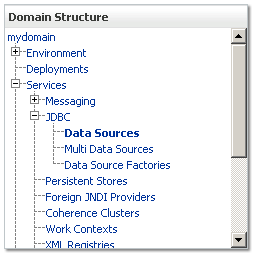 Domain Structure
mydomain
Environment
Deployments
Services
Messaging
JDBC
Data Sources
Multi Data Sources
Data Source Factories
Persistent Stores
Foreign JNDI Providers
Coherence Clusters
Work Contexts
XML Registries